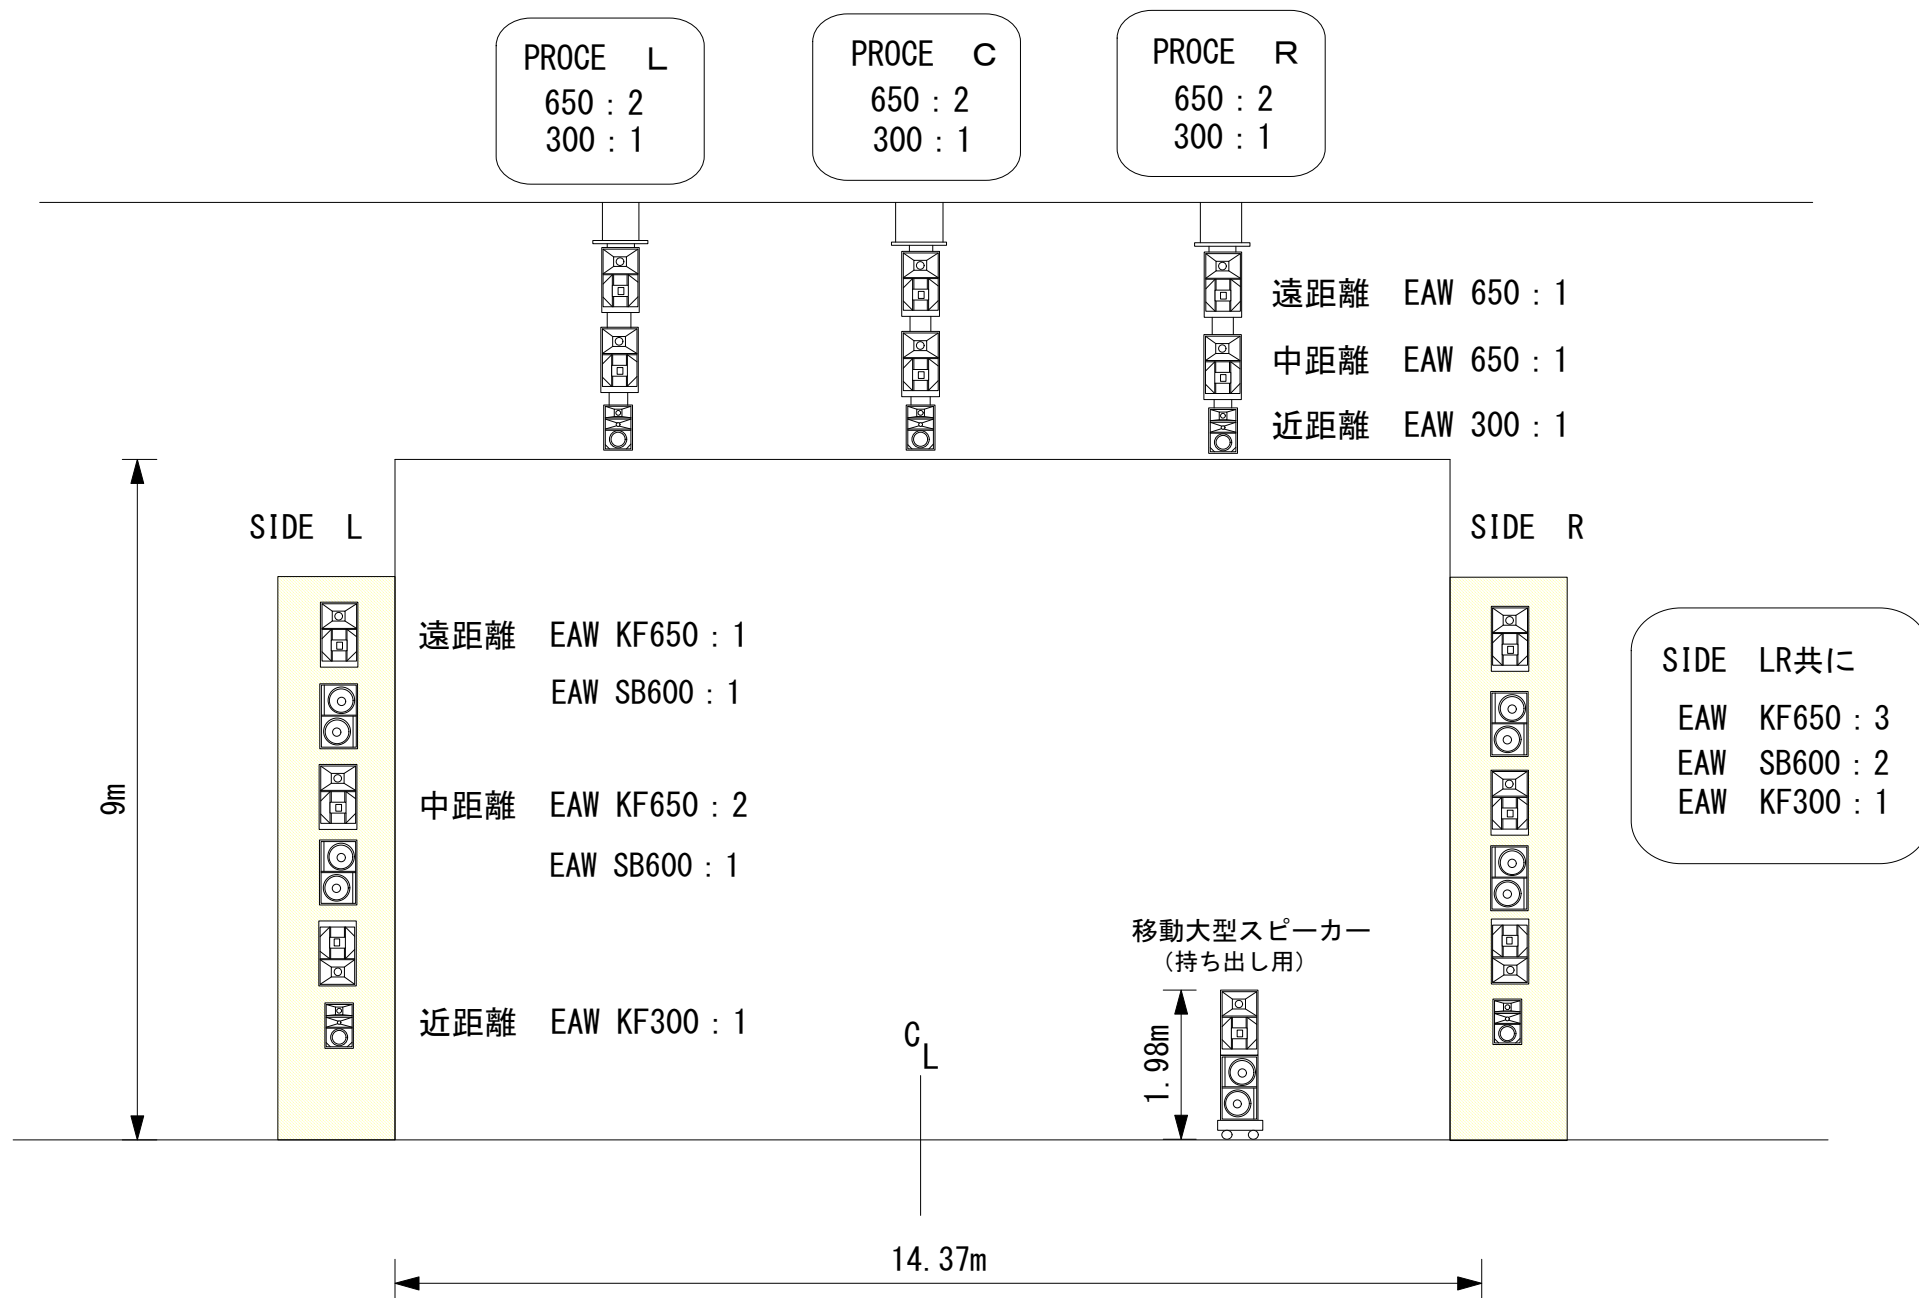 PROCE L
650 : 2
300 : 1
PROCE C
650 : 2
300 : 1
PROCE R
650 : 2
300 : 1
遠距離 EAW 650 : 1
中距離 EAW 650 : 1
近距離 EAW 300 : 1
SIDE L
SIDE R
遠距離 EAW KF650 : 1
EAW SB600 : 1
中距離 EAW KF650 : 2
EAW SB600 : 1
近距離 EAW KF300 : 1
SIDE LR共に
EAW KF650 : 3
EAW SB600 : 2
EAW KF300 : 1
9m
移動大型スピーカー
(持ち出し用)
1.98m
CL
14.37m